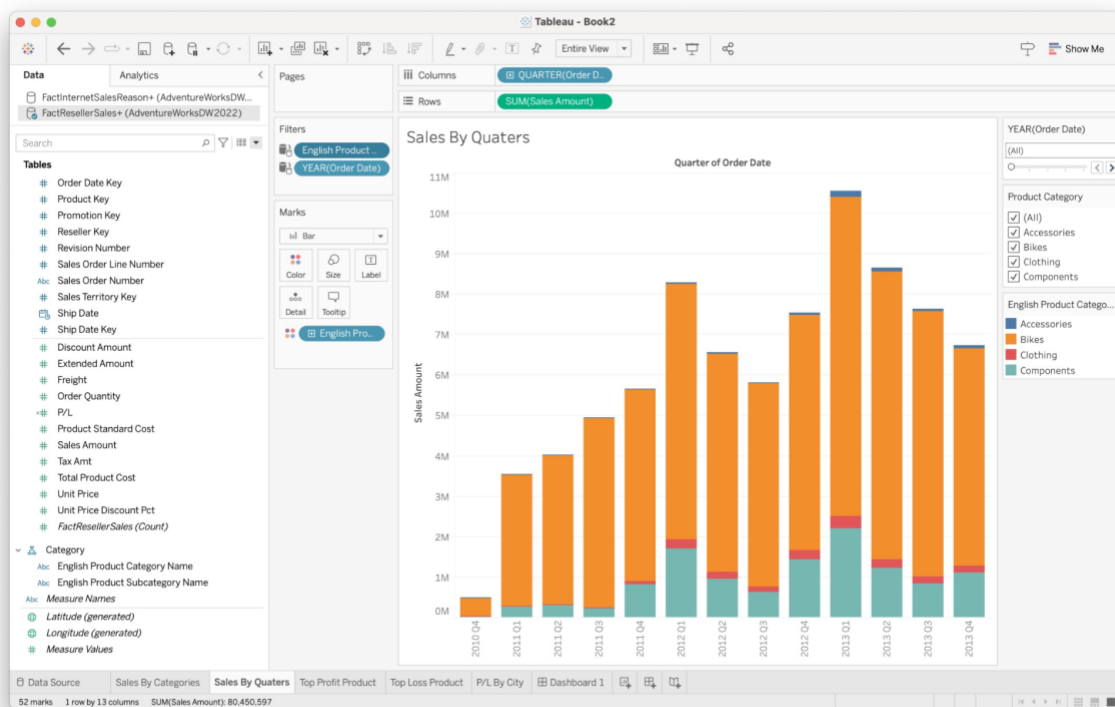 Tableau - Book2
Entire View
Show Me
Data
Analytics
FactInternetSalesReason+ (AdventureWorksDW...
FactResellerSales+ (AdventureWorksDW2022)
Search
Tables
Order Date Key
Product Key
Promotion Key
Reseller Key
Revision Number
Sales Order Line Number
Abc Sales Order Number
Sales Territory Key
Ship Date
Ship Date Key
Discount Amount
Extended Amount
Freight
Order Quantity
P/L
Product Standard Cost
Sales Amount
Tax Amt
Total Product Cost
Unit Price
Unit Price Discount Pct
FactResellerSales (Count)
Category
Abc English Product Category Name
Abc English Product Subcategory Name
Abc Measure Names
Latitude (generated)
Longitude (generated)
Measure Values
Pages
Filters
English Product ..
YEAR(Order Date)
Marks
Bar
Color
Size
Label
Detail
Tooltip
English Pro..
Columns
QUARTER(Order D..
Rows
SUM(Sales Amount)
Sales By Quaters
Quarter of Order Date
Sales Amount
11M
10M
9M
8M
7M
6M
5M
4M
3M
2M
1M
0M
2010 Q4
2011 Q1
2011 Q2
2011 Q3
2011 Q4
2012 Q1
2012 Q2
2012 Q3
2012 Q4
2013 Q1
2013 Q2
2013 Q3
2013 Q4
YEAR(Order Date)
(All)
Product Category
(All)
Accessories
Bikes
Clothing
Components
English Product Catego...
Accessories
Bikes
Clothing
Components
Data Source
Sales By Categories
Sales By Quaters
Top Profit Product
Top Loss Product
P/L By City
Dashboard 1
52 marks
1 row by 13 columns
SUM(Sales Amount): 80,450,597